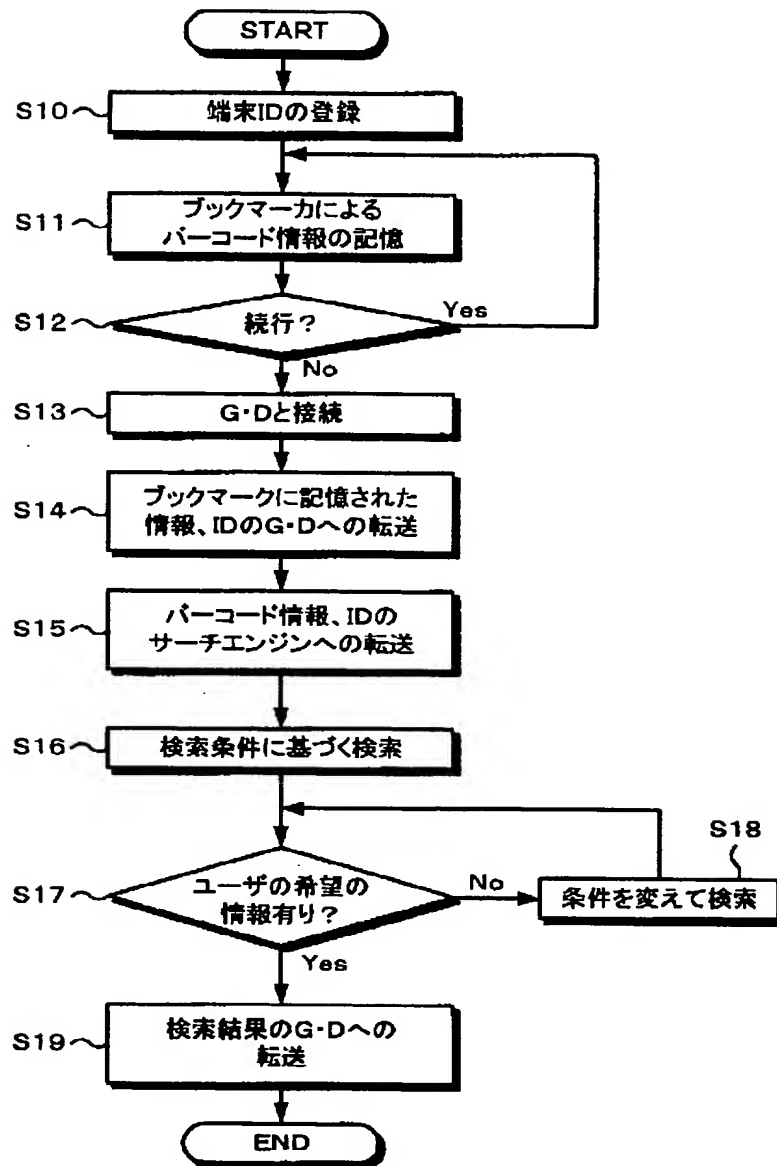 START
S10
端末IDの登録
S11
ブックマーカによる
バーコード情報の記憶
S12
続行?
Yes
No
S13
G・Dと接続
S14
ブックマークに記憶された
情報、IDのG・Dへの転送
S15
バーコード情報、IDの
サーチエンジンへの転送
S16
検索条件に基づく検索
S17
ユーザの希望の
情報有り?
No
S18
条件を変えて検索
Yes
S19
検索結果のG・Dへの
転送
END